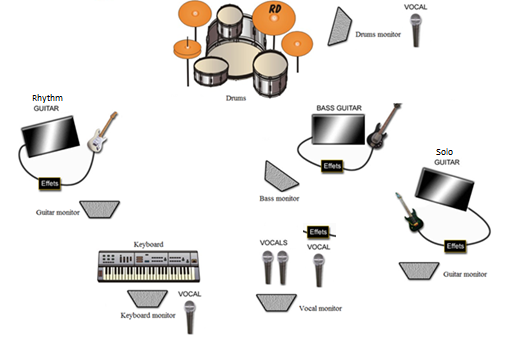 RD
VOCAL
Drums monitor
Drums
Rhythm
GUITAR
Effets
Guitar monitor
BASS GUITAR
Effets
Bass monitor
Solo
GUITAR
Effets
Guitar monitor
Keyboard
Keyboard monitor
VOCAL
Effets
VOCALS
VOCAL
Vocal monitor